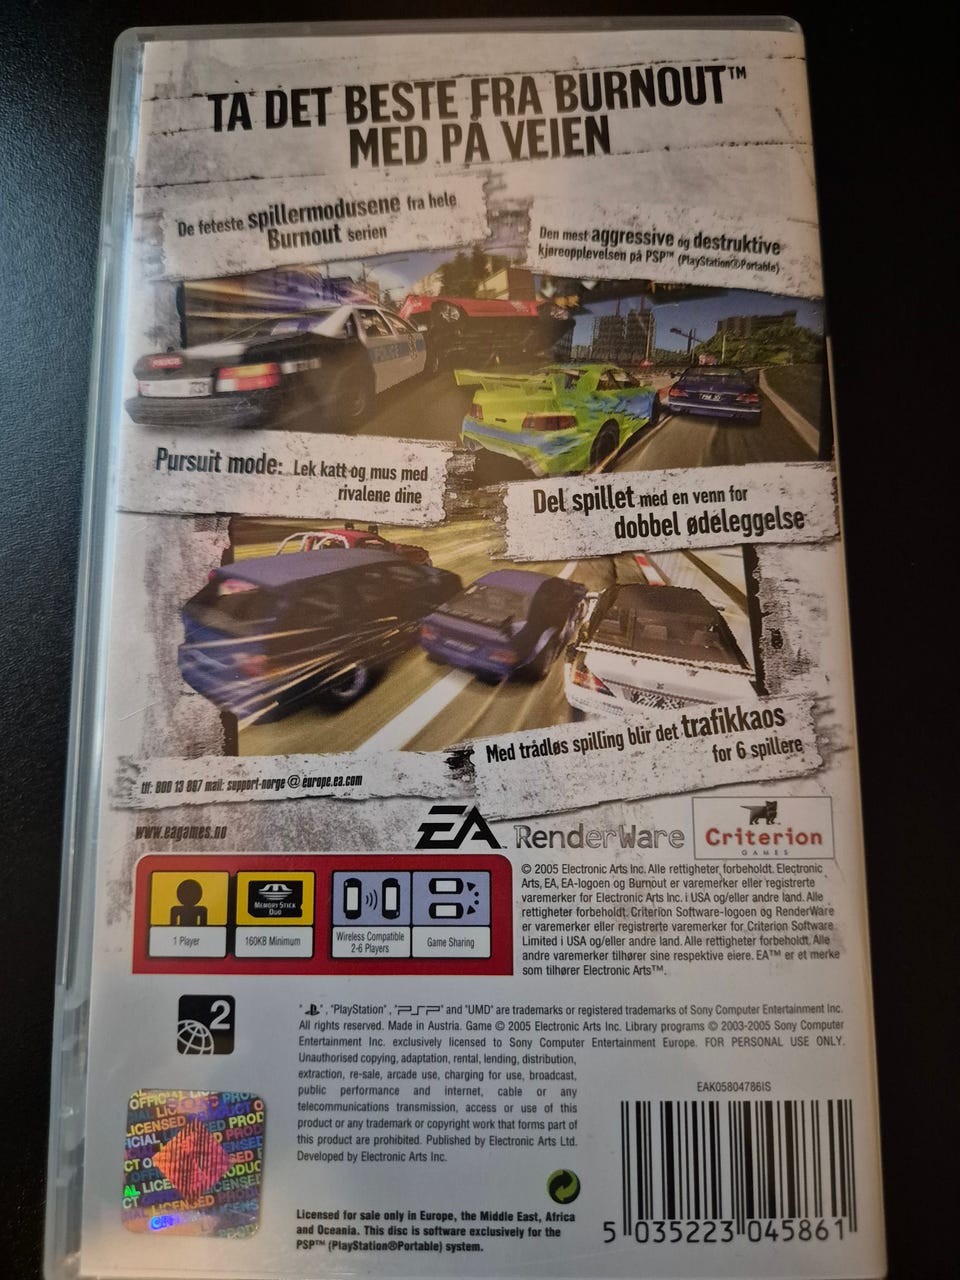 TA DET BESTE FRA BURNOUT™
MED PÅ VEIEN
De feteste spillermodusene fra hele
Burnout serien
Den mest aggressive og destruktive
kjøreopplevelsen på PSP™ (PlayStation®Portable)
POLICE
Pursuit mode: Lek katt og mus med
rivalene dine
Del spillet med en venn for
dobbel ødeleggelse
Med trådløs spilling blir det trafikkaos
for 6 spillere
tlf: 800 13 887 mail: support-norge@europe.ea.com
www.eagames.no
EA
RenderWare
Criterion
GAMES
1 Player
MEMORY STICK
DUO
160KB Minimum
Wireless Compatible
2-6 Players
Game Sharing
© 2005 Electronic Arts Inc. Alle rettigheter forbeholdt. Electronic
Arts, EA, EA-logoen og Burnout er varemerker eller registrerte
varemerker for Electronic Arts Inc. i USA og/eller andre land. Alle
rettigheter forbeholdt. Criterion Software-logoen og RenderWare
er varemerker eller registrerte varemerker for Criterion Software
Limited i USA og/eller andre land. Alle rettigheter forbeholdt. Alle
andre varemerker tilhører sine respektive eiere. EA™ er et merke
som tilhører Electronic Arts™.
2
" ", "PlayStation", "PSP" and "UMD" are trademarks or registered trademarks of Sony Computer Entertainment Inc.
All rights reserved. Made in Austria. Game © 2005 Electronic Arts Inc. Library programs © 2003-2005 Sony Computer
Entertainment Inc. exclusively licensed to Sony Computer Entertainment Europe. FOR PERSONAL USE ONLY.
Unauthorised copying, adaptation, rental, lending, distribution,
extraction, re-sale, arcade use, charging for use, broadcast,
public performance and internet, cable or any
telecommunications transmission, access or use of this
product or any trademark or copyright work that forms part of
this product are prohibited. Published by Electronic Arts Ltd.
Developed by Electronic Arts Inc.
Licensed for sale only in Europe, the Middle East, Africa
and Oceania. This disc is software exclusively for the
PSP™ (PlayStation®Portable) system.
EAK05804786IS
5 035223 045861
OFFICIAL
LICENSED PRODUCT